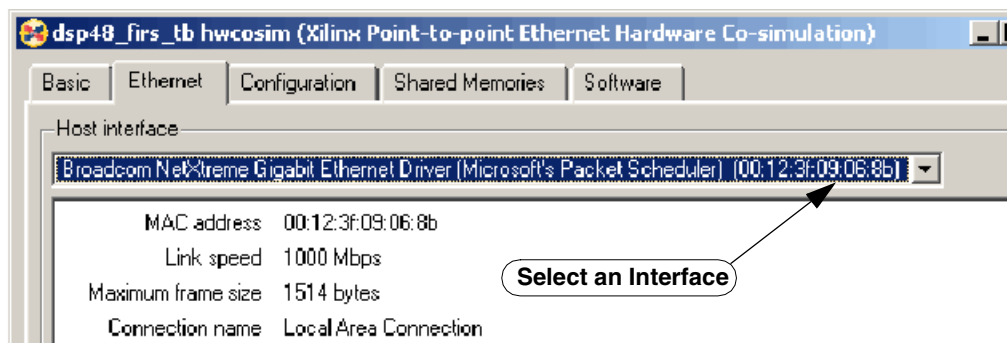 dsp48_firs_tb hwcosim (Xilinx Point-to-point Ethernet Hardware Co-simulation)
Basic Ethernet Configuration Shared Memories Software
Host interface
Broadcom NetXtreme Gigabit Ethernet Driver (Microsoft's Packet Scheduler) (00:12:3f:09:06:8b)
MAC address 00:12:3f:09:06:8b
Link speed 1000 Mbps
Select an Interface
Maximum frame size 1514 bytes
Connection name Local Area Connection